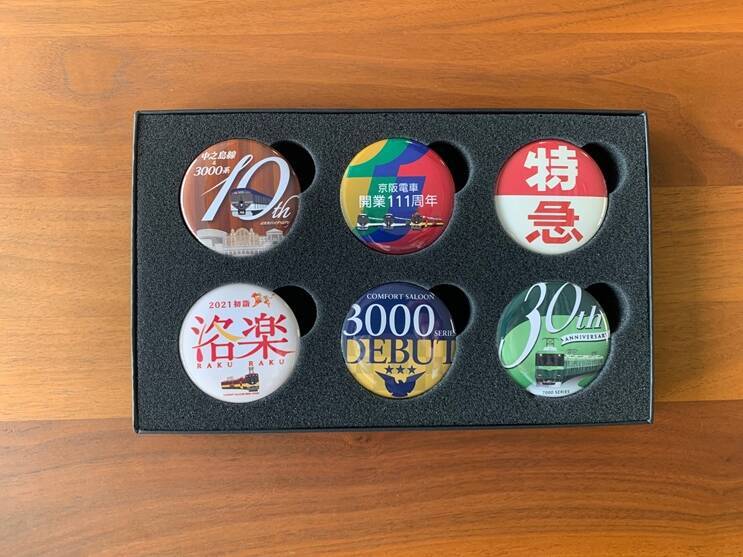 中之島線
&
3000系
10th
京阪電車
開業111周年
特
急
2021初詣
洛楽
RAKU RAKU
COMFORT SALOON
3000 SERIES
DEBUT
30th
ANNIVERSARY
7000 SERIES